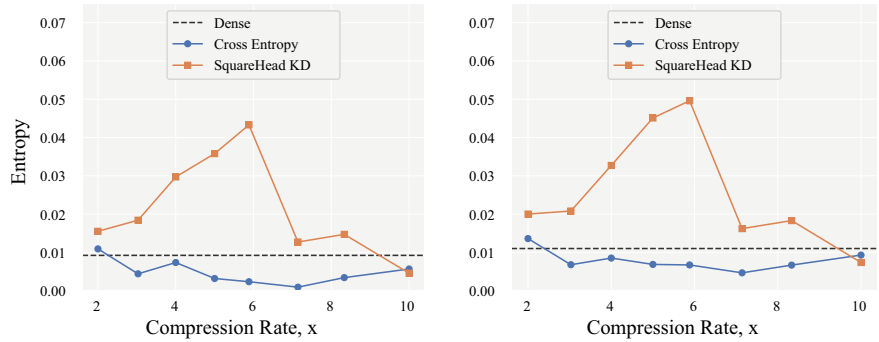 0.07
0.06
0.05
0.04
0.03
0.02
0.01
0.00
Entropy
Dense
Cross Entropy
SquareHead KD
2
4
6
8
10
Compression Rate, x
0.07
0.06
0.05
0.04
0.03
0.02
0.01
0.00
Dense
Cross Entropy
SquareHead KD
2
4
6
8
10
Compression Rate, x